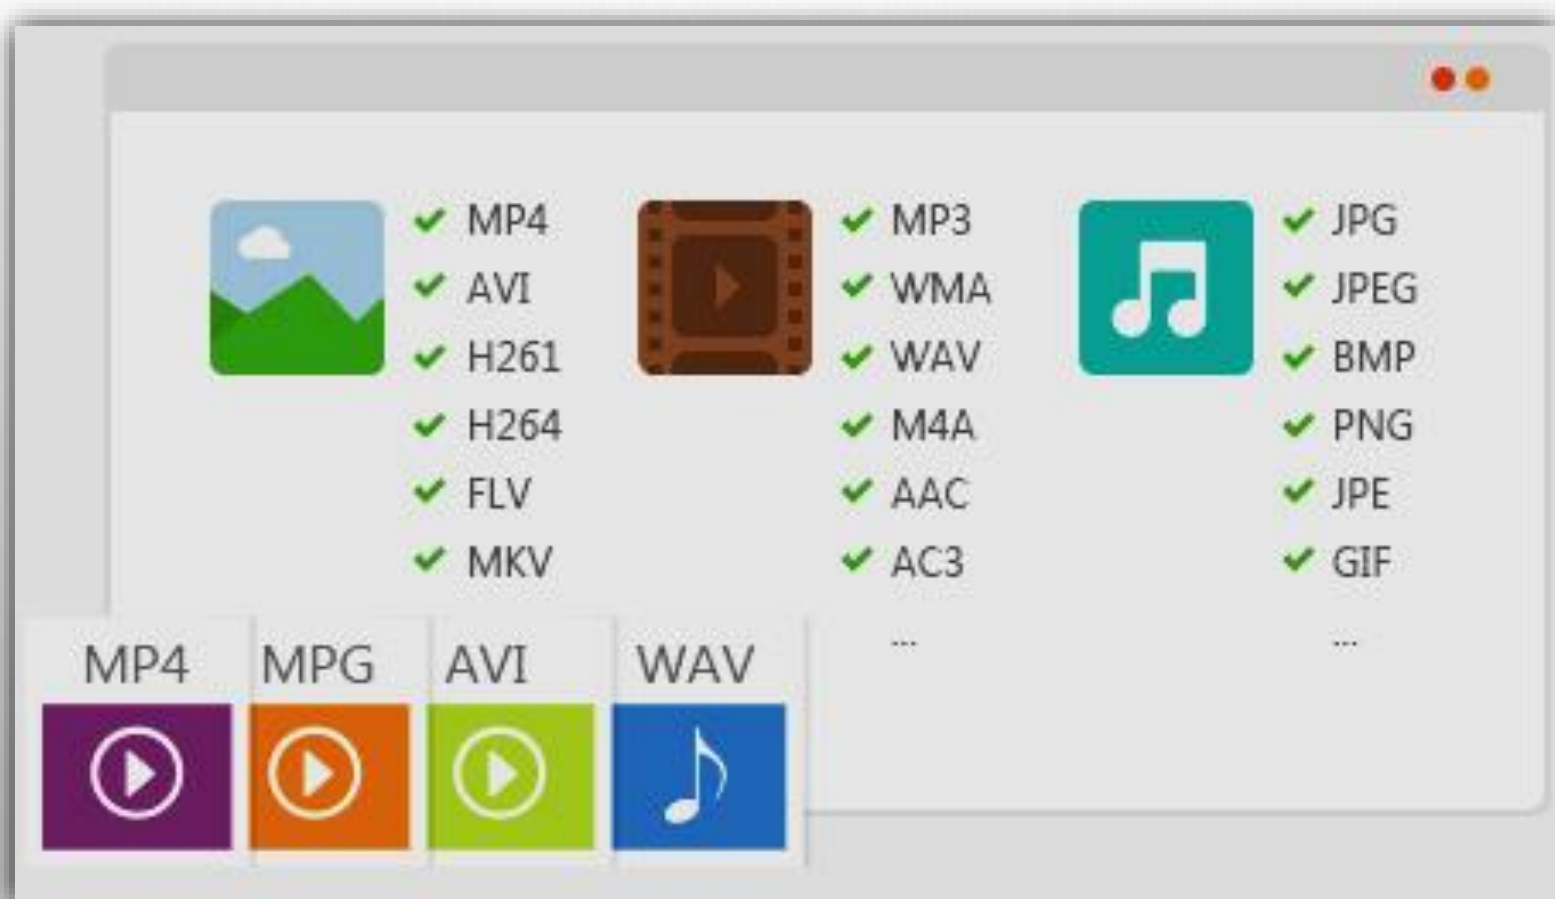 MP4
AVI
H261
H264
FLV
MKV
MP3
WMA
WAV
M4A
AAC
AC3
...
JPG
JPEG
BMP
PNG
JPE
GIF
...
MP4
MPG
AVI
WAV